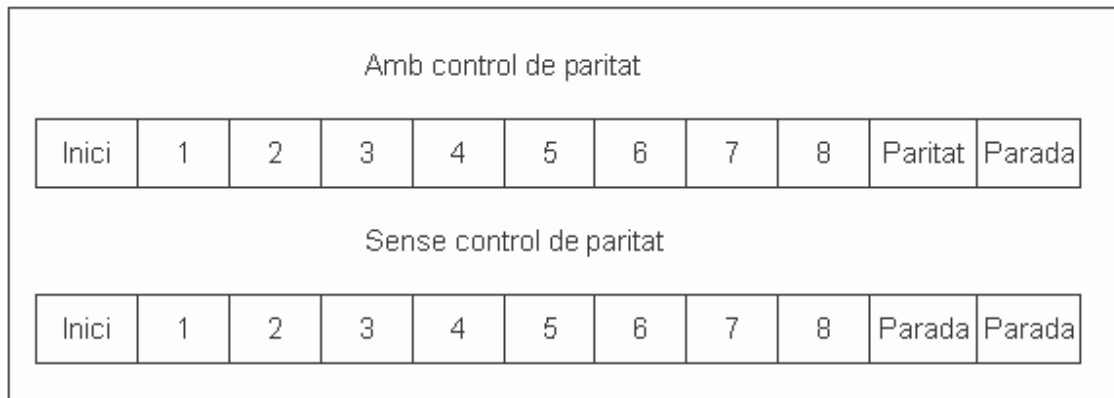 Amb control de paritat
Inici 1 2 3 4 5 6 7 8 Paritat Parada
Sense control de paritat
Inici 1 2 3 4 5 6 7 8 Parada Parada